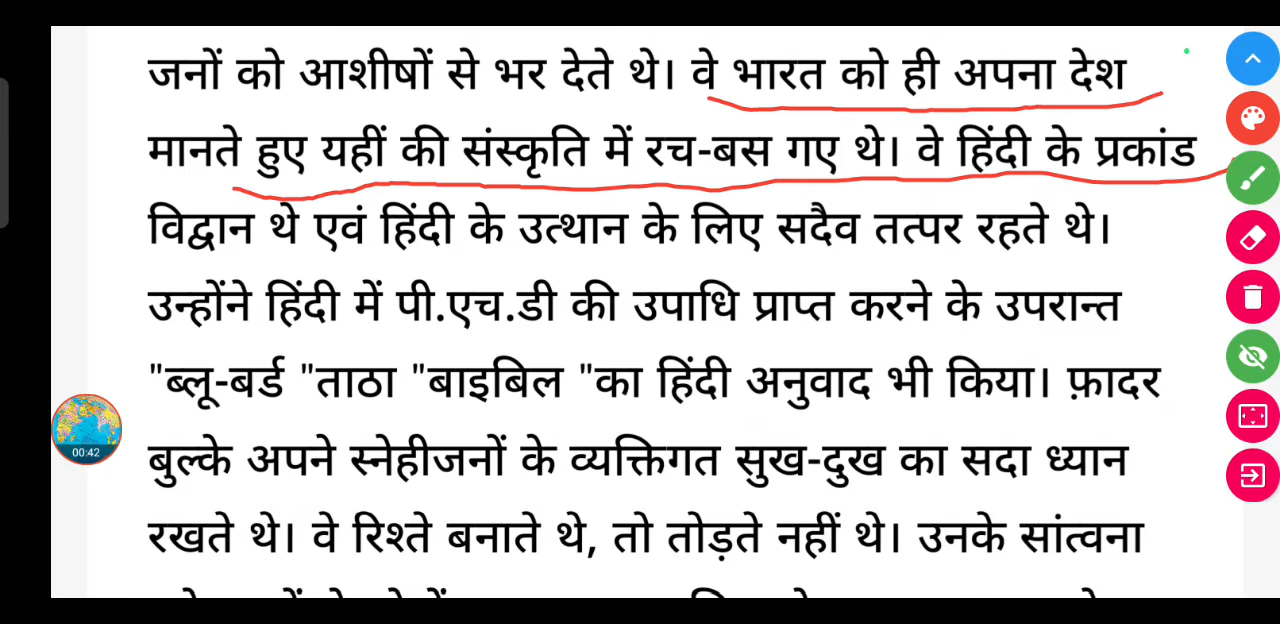 जनों को आशीषों से भर देते थे। वे भारत को ही अपना देश
मानते हुए यहीं की संस्कृति में रच-बस गए थे। वे हिंदी के प्रकांड
विद्वान थे एवं हिंदी के उत्थान के लिए सदैव तत्पर रहते थे।
उन्होंने हिंदी में पी.एच.डी की उपाधि प्राप्त करने के उपरान्त
"ब्लू-बर्ड "ताठा "बाइबिल "का हिंदी अनुवाद भी किया। फ़ादर
बुल्के अपने स्नेहीजनों के व्यक्तिगत सुख-दुख का सदा ध्यान
रखते थे। वे रिश्ते बनाते थे, तो तोड़ते नहीं थे। उनके सांत्वना
00:42